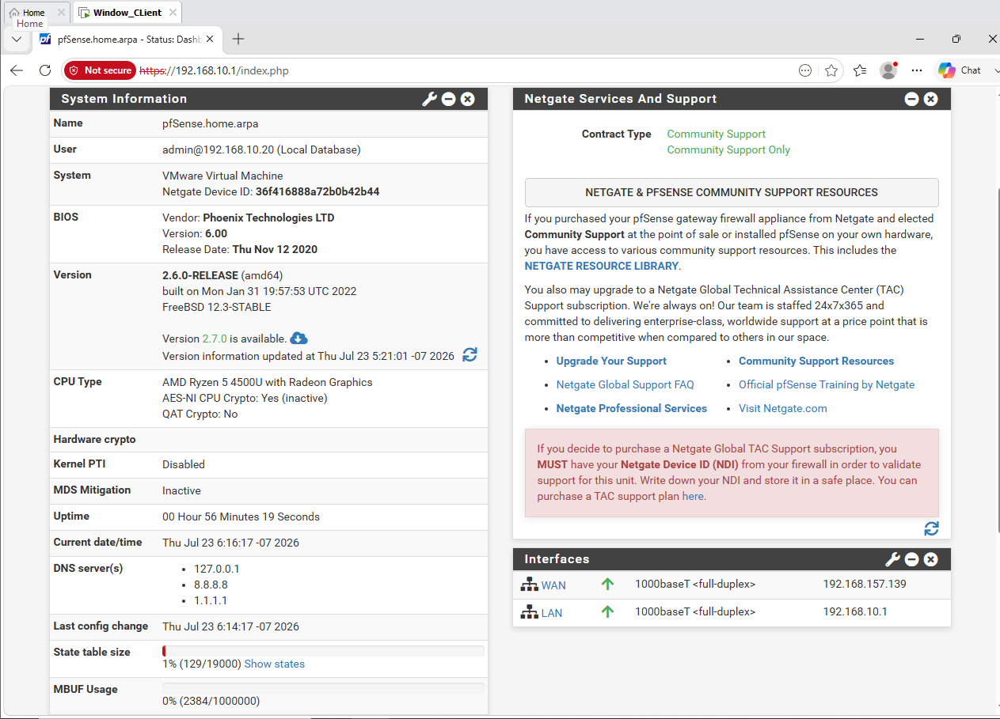 Home
Window_CLient
Home
pfSense.home.arpa - Status: Dashb
Not secure
https://192.168.10.1/index.php
Chat
System Information
Name
pfSense.home.arpa
User
admin@192.168.10.20 (Local Database)
System
VMware Virtual Machine
Netgate Device ID: 36f416888a72b0b42b44
BIOS
Vendor: Phoenix Technologies LTD
Version: 6.00
Release Date: Thu Nov 12 2020
Version
2.6.0-RELEASE (amd64)
built on Mon Jan 31 19:57:53 UTC 2022
FreeBSD 12.3-STABLE
Version 2.7.0 is available.
Version information updated at Thu Jul 23 5:21:01 -07 2026
CPU Type
AMD Ryzen 5 4500U with Radeon Graphics
AES-NI CPU Crypto: Yes (inactive)
QAT Crypto: No
Hardware crypto
Kernel PTI
Disabled
MDS Mitigation
Inactive
Uptime
00 Hour 56 Minutes 19 Seconds
Current date/time
Thu Jul 23 6:16:17 -07 2026
DNS server(s)
127.0.0.1
8.8.8.8
1.1.1.1
Last config change
Thu Jul 23 6:14:17 -07 2026
State table size
1% (129/19000) Show states
MBUF Usage
0% (2384/1000000)
Netgate Services And Support
Contract Type
Community Support
Community Support Only
NETGATE & PFSENSE COMMUNITY SUPPORT RESOURCES
If you purchased your pfSense gateway firewall appliance from Netgate and elected
Community Support at the point of sale or installed pfSense on your own hardware,
you have access to various community support resources. This includes the
NETGATE RESOURCE LIBRARY.
You also may upgrade to a Netgate Global Technical Assistance Center (TAC)
Support subscription. We're always on! Our team is staffed 24x7x365 and
committed to delivering enterprise-class, worldwide support at a price point that is
more than competitive when compared to others in our space.
Upgrade Your Support
Community Support Resources
Netgate Global Support FAQ
Official pfSense Training by Netgate
Netgate Professional Services
Visit Netgate.com
If you decide to purchase a Netgate Global TAC Support subscription, you
MUST have your Netgate Device ID (NDI) from your firewall in order to validate
support for this unit. Write down your NDI and store it in a safe place. You can
purchase a TAC support plan here.
Interfaces
WAN
1000baseT <full-duplex>
192.168.157.139
LAN
1000baseT <full-duplex>
192.168.10.1